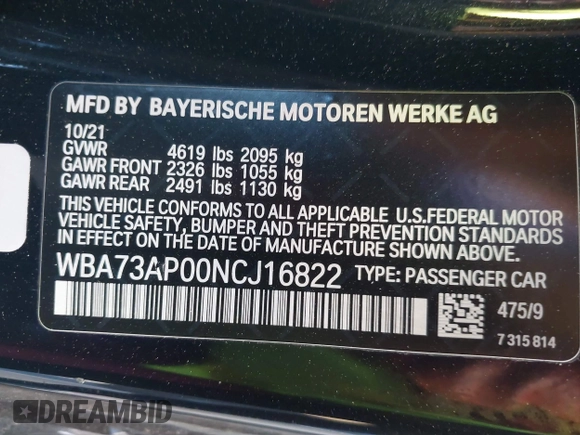 MFD BY BAYERISCHE MOTOREN WERKE AG
10/21
GVWR 4619 lbs 2095 kg
GAWR FRONT 2326 lbs 1055 kg
GAWR REAR 2491 lbs 1130 kg
THIS VEHICLE CONFORMS TO ALL APPLICABLE U.S.FEDERAL MOTOR
VEHICLE SAFETY, BUMPER AND THEFT PREVENTION STANDARDS
IN EFFECT ON THE DATE OF MANUFACTURE SHOWN ABOVE.
WBA73AP00NCJ16822 TYPE: PASSENGER CAR
475/9
7 315 814
DREAMBID